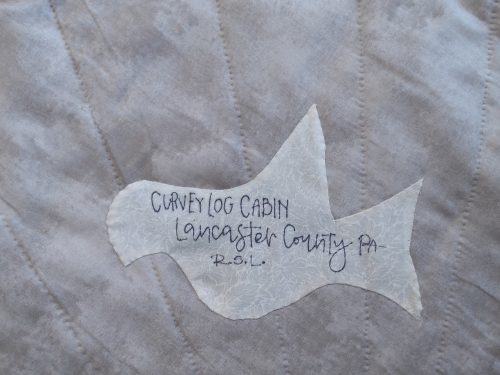 CURVEY LOG CABIN
Lancaster County PA
R.S.L.